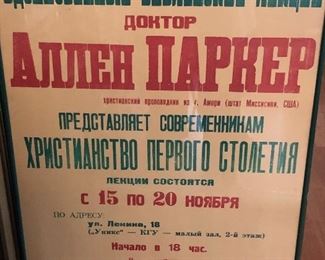 ДОКТОР
АЛЛЕН ПАРКЕР
христианский проповедник из г. Амори (штат Миссисипи, США)
ПРЕДСТАВЛЯЕТ СОВРЕМЕННИКАМ
ХРИСТИАНСТВО ПЕРВОГО СТОЛЕТИЯ
ЛЕКЦИИ СОСТОЯТСЯ
С 15 ПО 20 НОЯБРЯ
ПО АДРЕСУ:
ул. Ленина, 18
(„Уникс" — КГУ — малый зал, 2-й этаж)
Начало в 18 час.